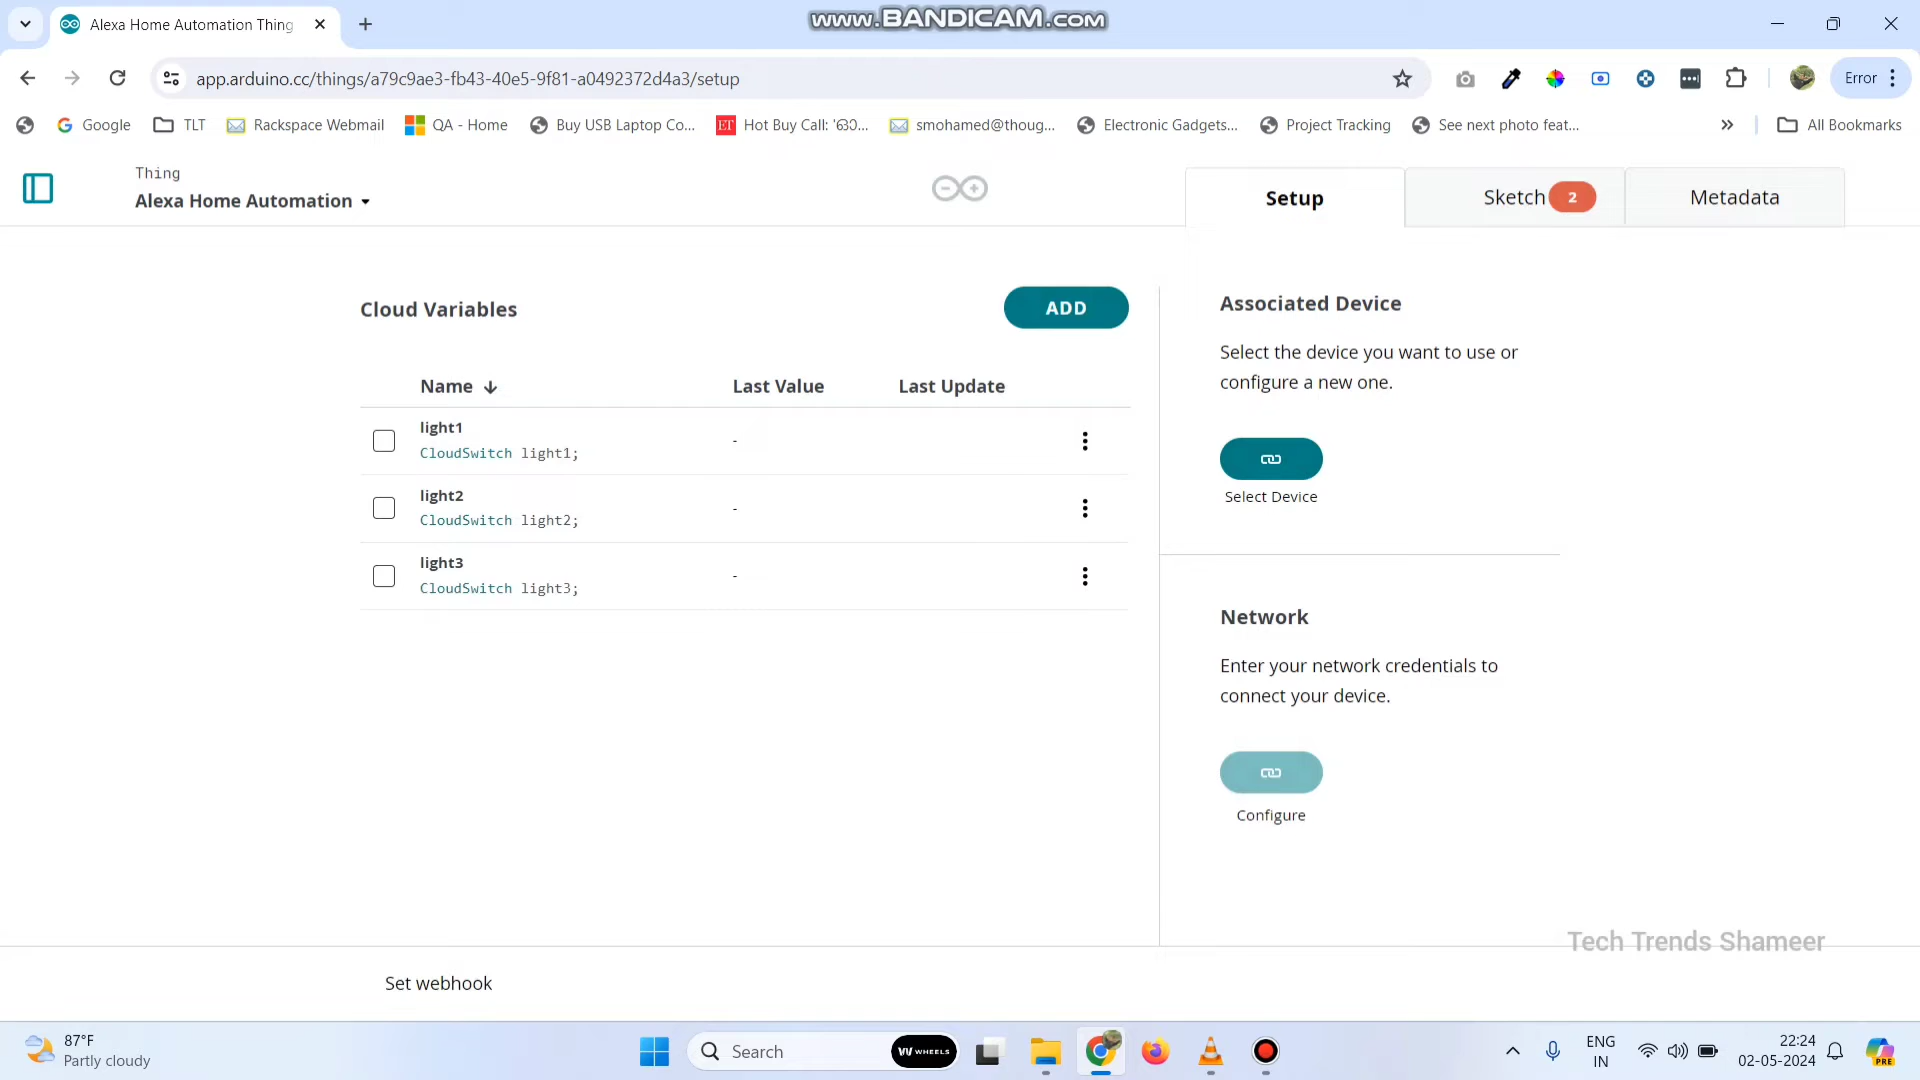 Alexa Home Automation Thing
www.BANDICAM.com
app.arduino.cc/things/a79c9ae3-fb43-40e5-9f81-a0492372d4a3/setup
Error
Google
TLT
Rackspace Webmail
QA - Home
Buy USB Laptop Co...
ET
smohamed@thoug...
Electronic Gadgets...
Project Tracking
See next photo feat...
All Bookmarks
Thing
Alexa Home Automation
Setup
Sketch 2
Metadata
Cloud Variables
ADD
Name
Last Value
Last Update
light1
CloudSwitch light1;
-
light2
CloudSwitch light2;
-
light3
CloudSwitch light3;
-
Associated Device
Select the device you want to use or
configure a new one.
Select Device
Network
Enter your network credentials to
connect your device.
Configure
Tech Trends Shameer
Set webhook
87°F
Partly cloudy
Search
WHEELS
ENG
IN
22:24
02-05-2024
PRE